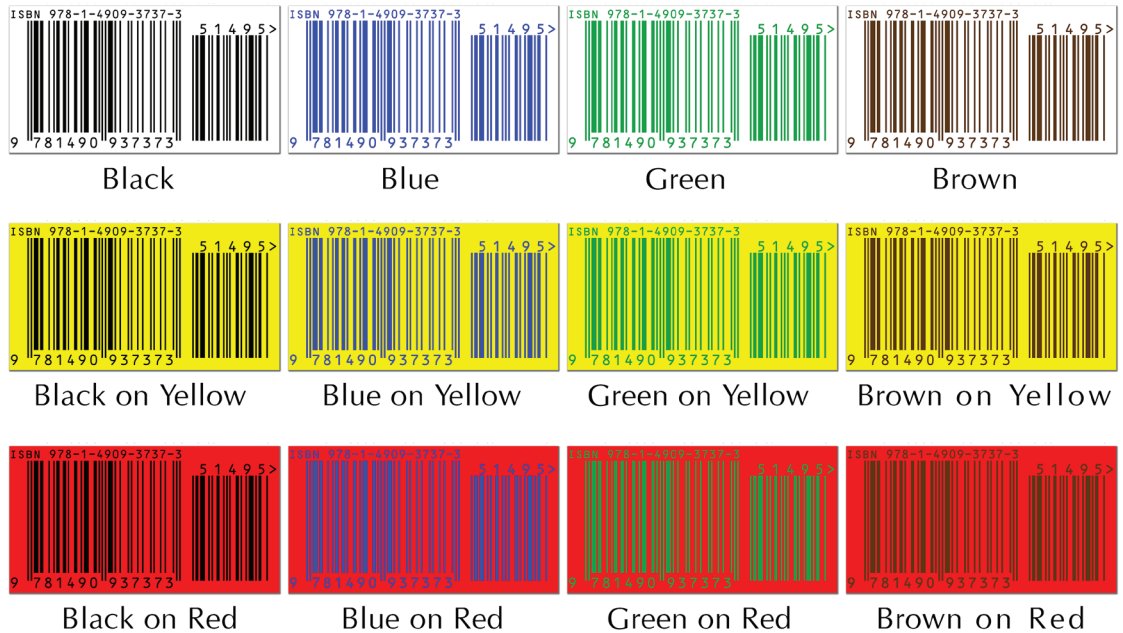 ISBN 978-1-4909-3737-3 ISBN 978-1-4909-3737-3 ISBN 978-1-4909-3737-3 ISBN 978-1-4909-3737-3
51495> 51495> 51495> 51495>
9 781490 937373 9 781490 937373 9 781490 937373 9 781490 937373
Black Blue Green Brown
ISBN 978-1-4909-3737-3 ISBN 978-1-4909-3737-3 ISBN 978-1-4909-3737-3 ISBN 978-1-4909-3737-3
51495> 51495> 51495> 51495>
9 781490 937373 9 781490 937373 9 781490 937373 9 781490 937373
Black on Yellow Blue on Yellow Green on Yellow Brown on Yellow
ISBN 978-1-4909-3737-3 ISBN 978-1-4909-3737-3 ISBN 978-1-4909-3737-3 ISBN 978-1-4909-3737-3
51495> 51495> 51495> 51495>
9 781490 937373 9 781490 937373 9 781490 937373 9 781490 937373
Black on Red Blue on Red Green on Red Brown on Red